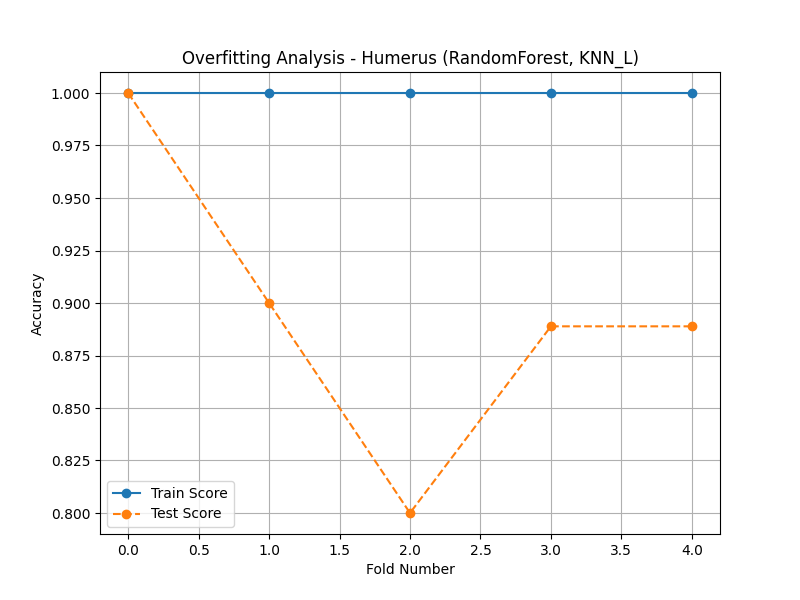 Overfitting Analysis - Humerus (RandomForest, KNN_L)
1.000
0.975
0.950
0.925
0.900
0.875
0.850
0.825
0.800
Accuracy
Train Score
Test Score
0.0 0.5 1.0 1.5 2.0 2.5 3.0 3.5 4.0
Fold Number